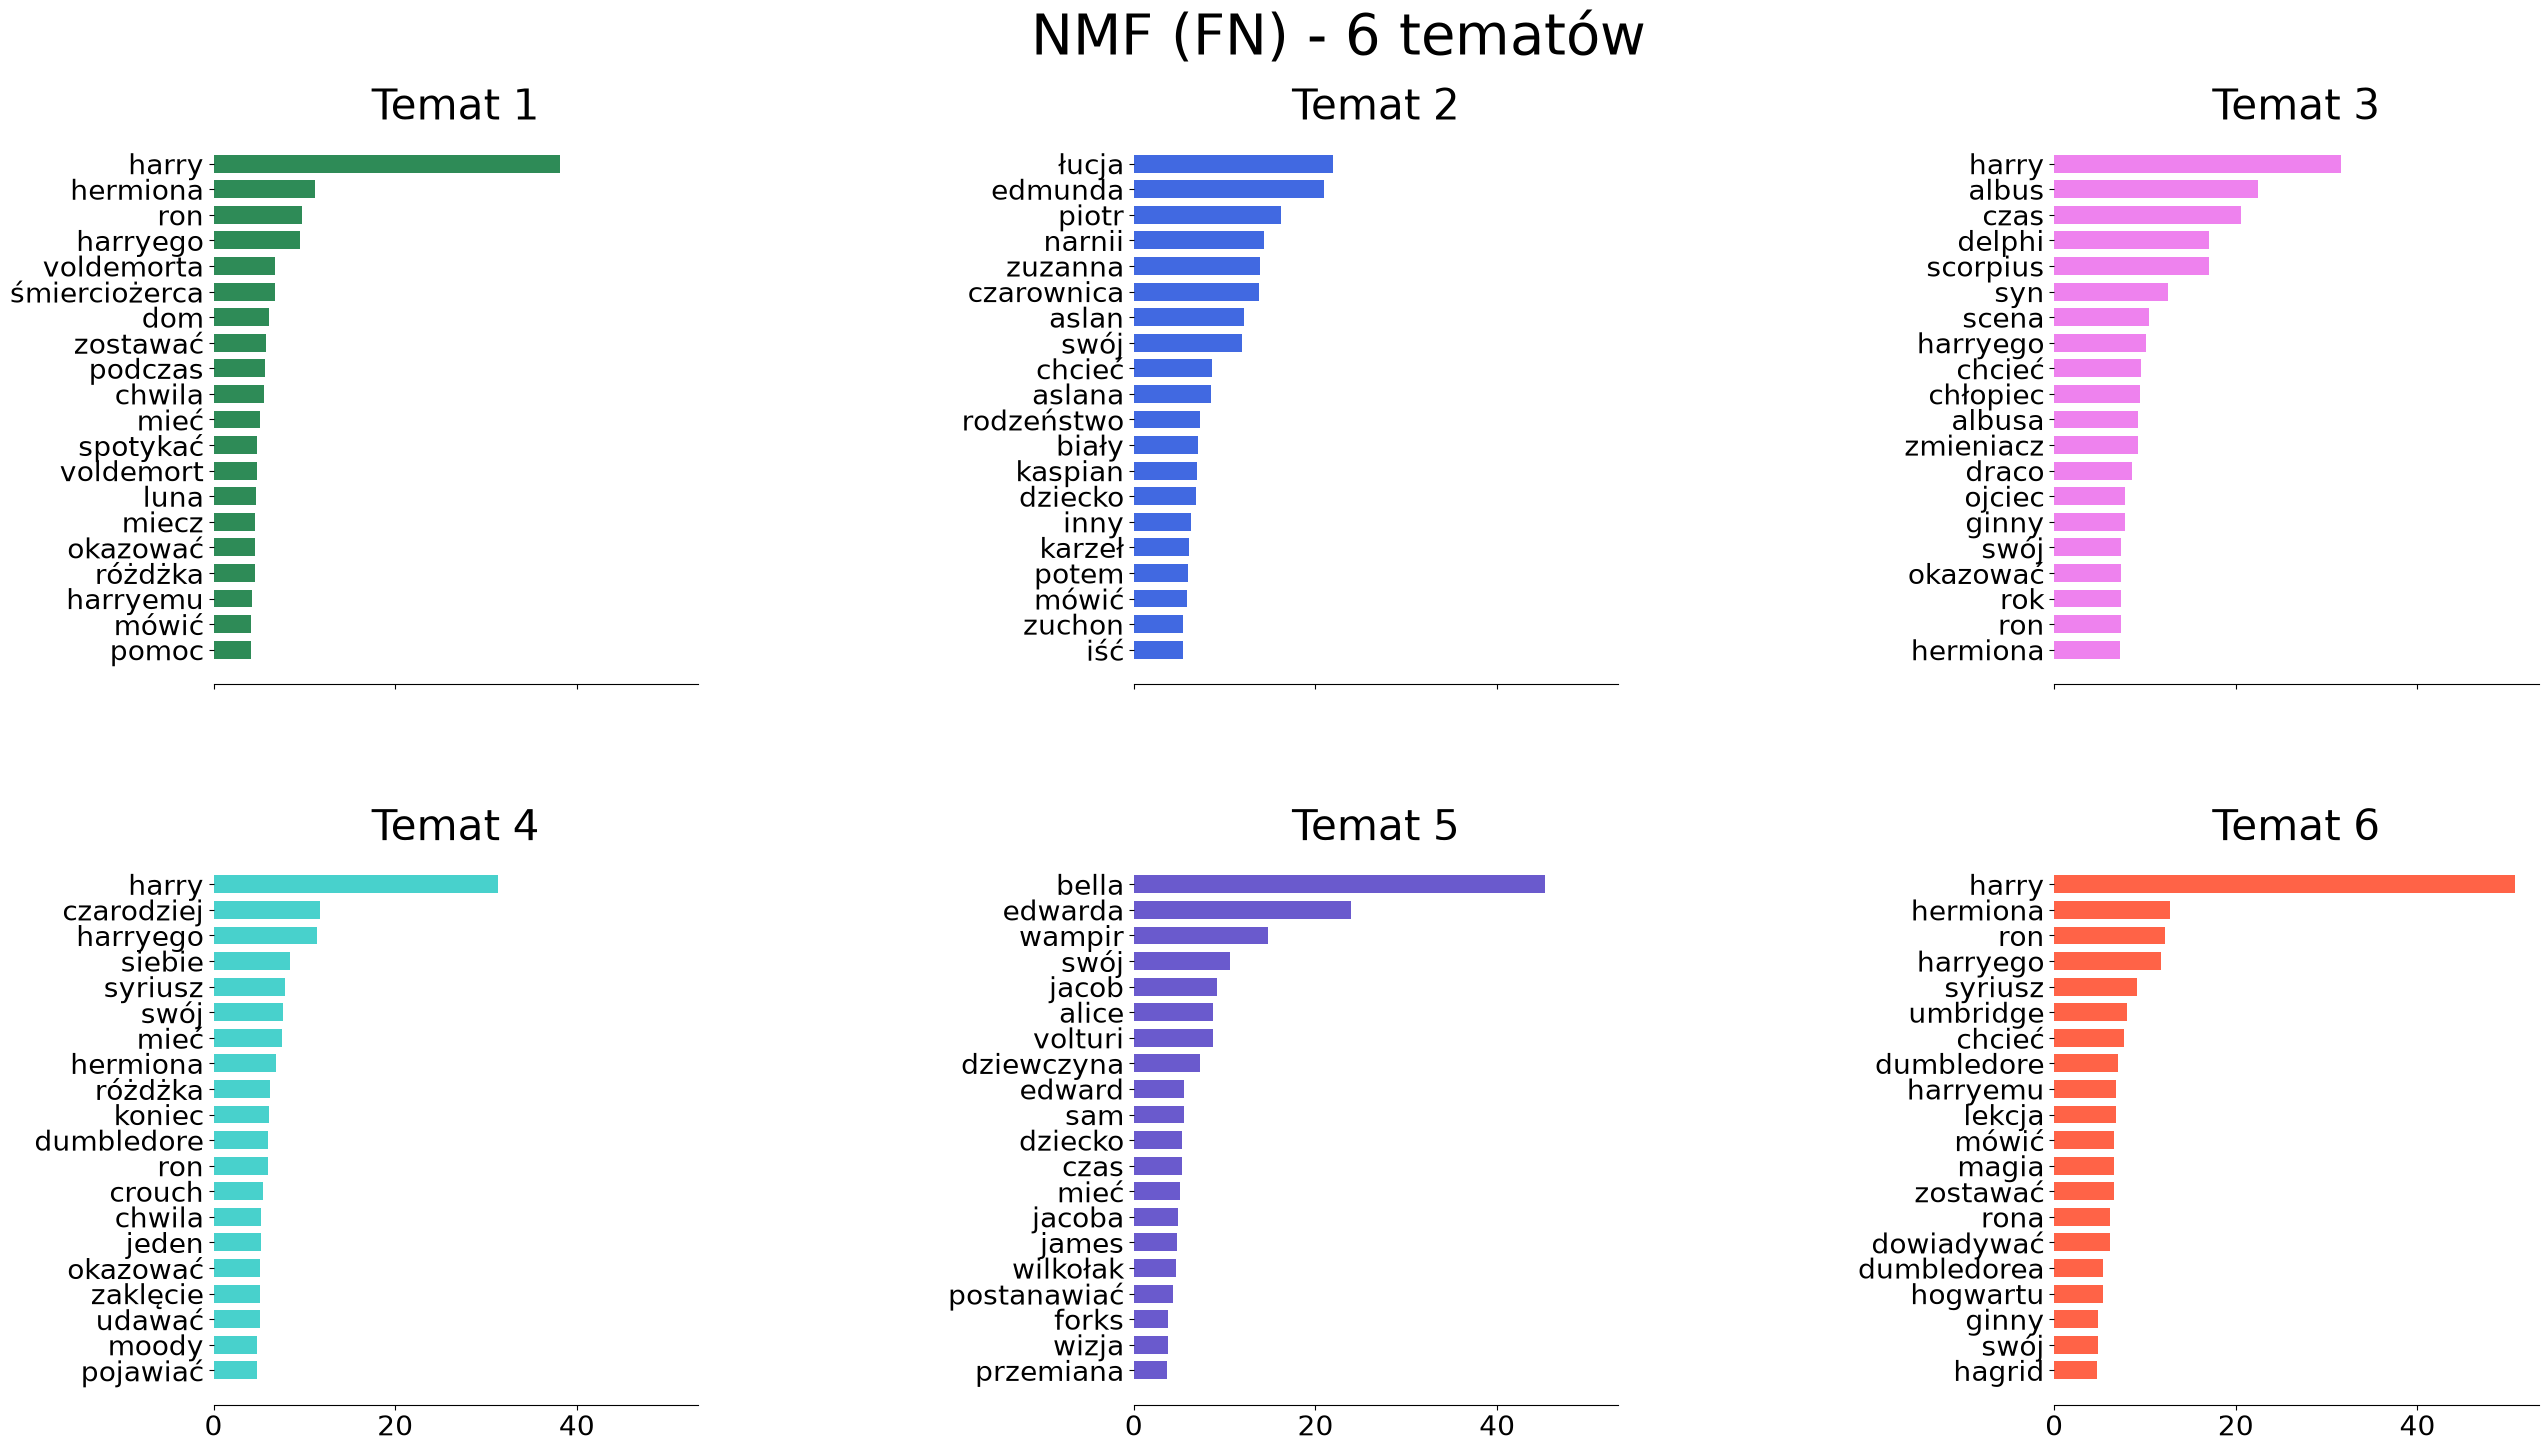 NMF (FN) - 6 tematów
Temat 1
harry
hermiona
ron
harryego
voldemorta
śmierciożerca
dom
zostawać
podczas
chwila
mieć
spotykać
voldemort
luna
miecz
okazować
różdżka
harryemu
mówić
pomoc
Temat 2
łucja
edmunda
piotr
narnii
zuzanna
czarownica
aslan
swój
chcieć
aslana
rodzeństwo
biały
kaspian
dziecko
inny
karzeł
potem
mówić
zuchon
iść
Temat 3
harry
albus
czas
delphi
scorpius
syn
scena
harryego
chcieć
chłopiec
albusa
zmieniacz
draco
ojciec
ginny
swój
okazować
rok
ron
hermiona
Temat 4
harry
czarodziej
harryego
siebie
syriusz
swój
mieć
hermiona
różdżka
koniec
dumbledore
ron
crouch
chwila
jeden
okazować
zaklęcie
udawać
moody
pojawiać
0 20 40
Temat 5
bella
edwarda
wampir
swój
jacob
alice
volturi
dziewczyna
edward
sam
dziecko
czas
mieć
jacoba
james
wilkołak
postanawiać
forks
wizja
przemiana
0 20 40
Temat 6
harry
hermiona
ron
harryego
syriusz
umbridge
chcieć
dumbledore
harryemu
lekcja
mówić
magia
zostawać
rona
dowiadywać
dumbledorea
hogwartu
ginny
swój
hagrid
0 20 40